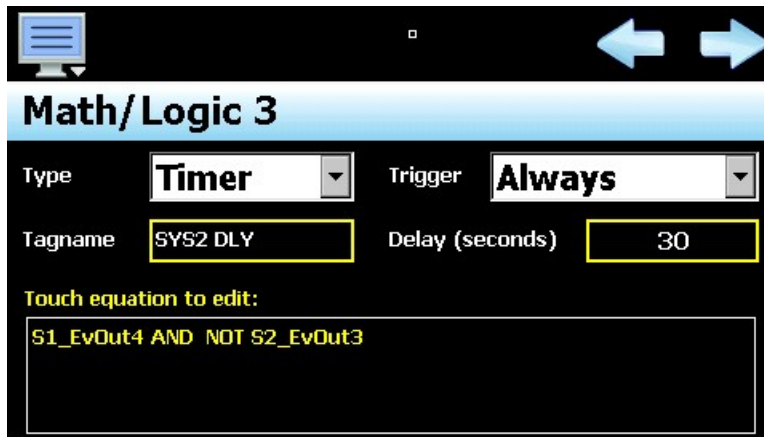 Math/Logic 3
Type Timer Trigger Always
Tagname SYS2 DLY Delay (seconds) 30
Touch equation to edit:
S1_EvOut4 AND NOT S2_EvOut3